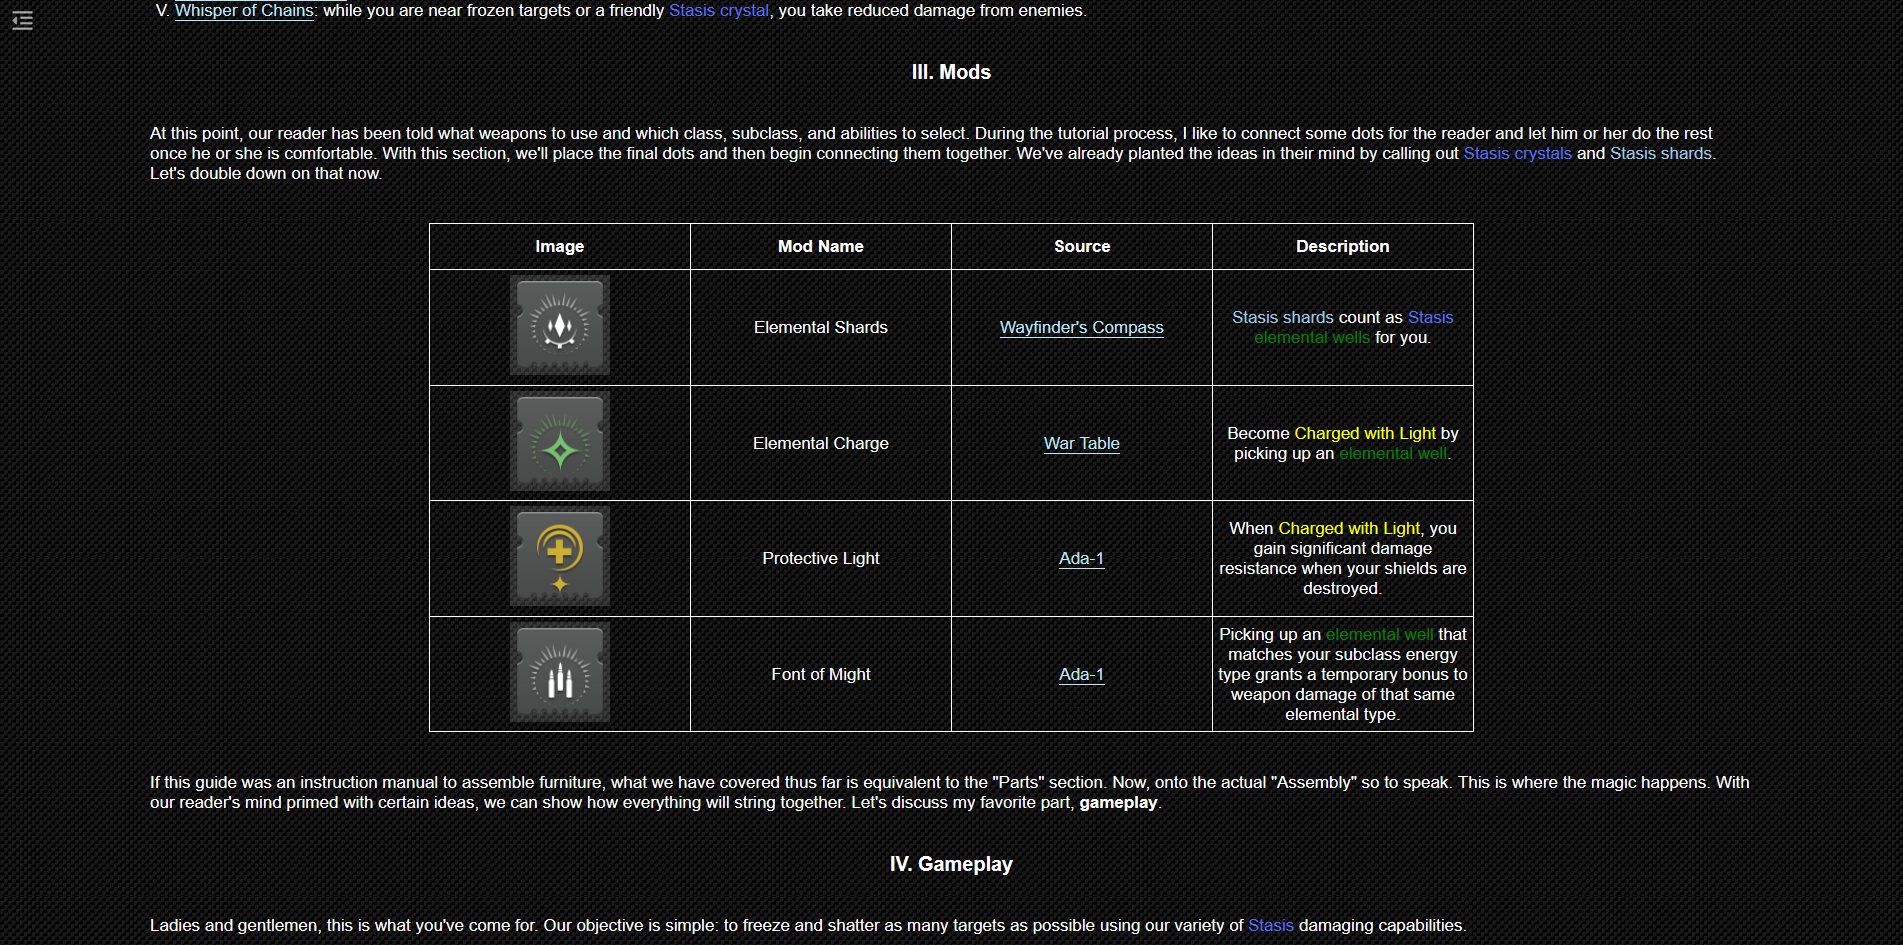 V. Whisper of Chains: while you are near frozen targets or a friendly Stasis crystal, you take reduced damage from enemies.
III. Mods
At this point, our reader has been told what weapons to use and which class, subclass, and abilities to select. During the tutorial process, I like to connect some dots for the reader and let him or her do the rest
once he or she is comfortable. With this section, we'll place the final dots and then begin connecting them together. We've already planted the ideas in their mind by calling out Stasis crystals and Stasis shards.
Let's double down on that now.
Image Mod Name Source Description
Elemental Shards
Wayfinder's Compass
Stasis shards count as Stasis
elemental wells for you.
Elemental Charge
War Table
Become Charged with Light by
picking up an elemental well.
Protective Light
Ada-1
When Charged with Light, you
gain significant damage
resistance when your shields are
destroyed.
Font of Might
Ada-1
Picking up an elemental well that
matches your subclass energy
type grants a temporary bonus to
weapon damage of that same
elemental type.
If this guide was an instruction manual to assemble furniture, what we have covered thus far is equivalent to the "Parts" section. Now, onto the actual "Assembly" so to speak. This is where the magic happens. With
our reader's mind primed with certain ideas, we can show how everything will string together. Let's discuss my favorite part, gameplay.
IV. Gameplay
Ladies and gentlemen, this is what you've come for. Our objective is simple: to freeze and shatter as many targets as possible using our variety of Stasis damaging capabilities.